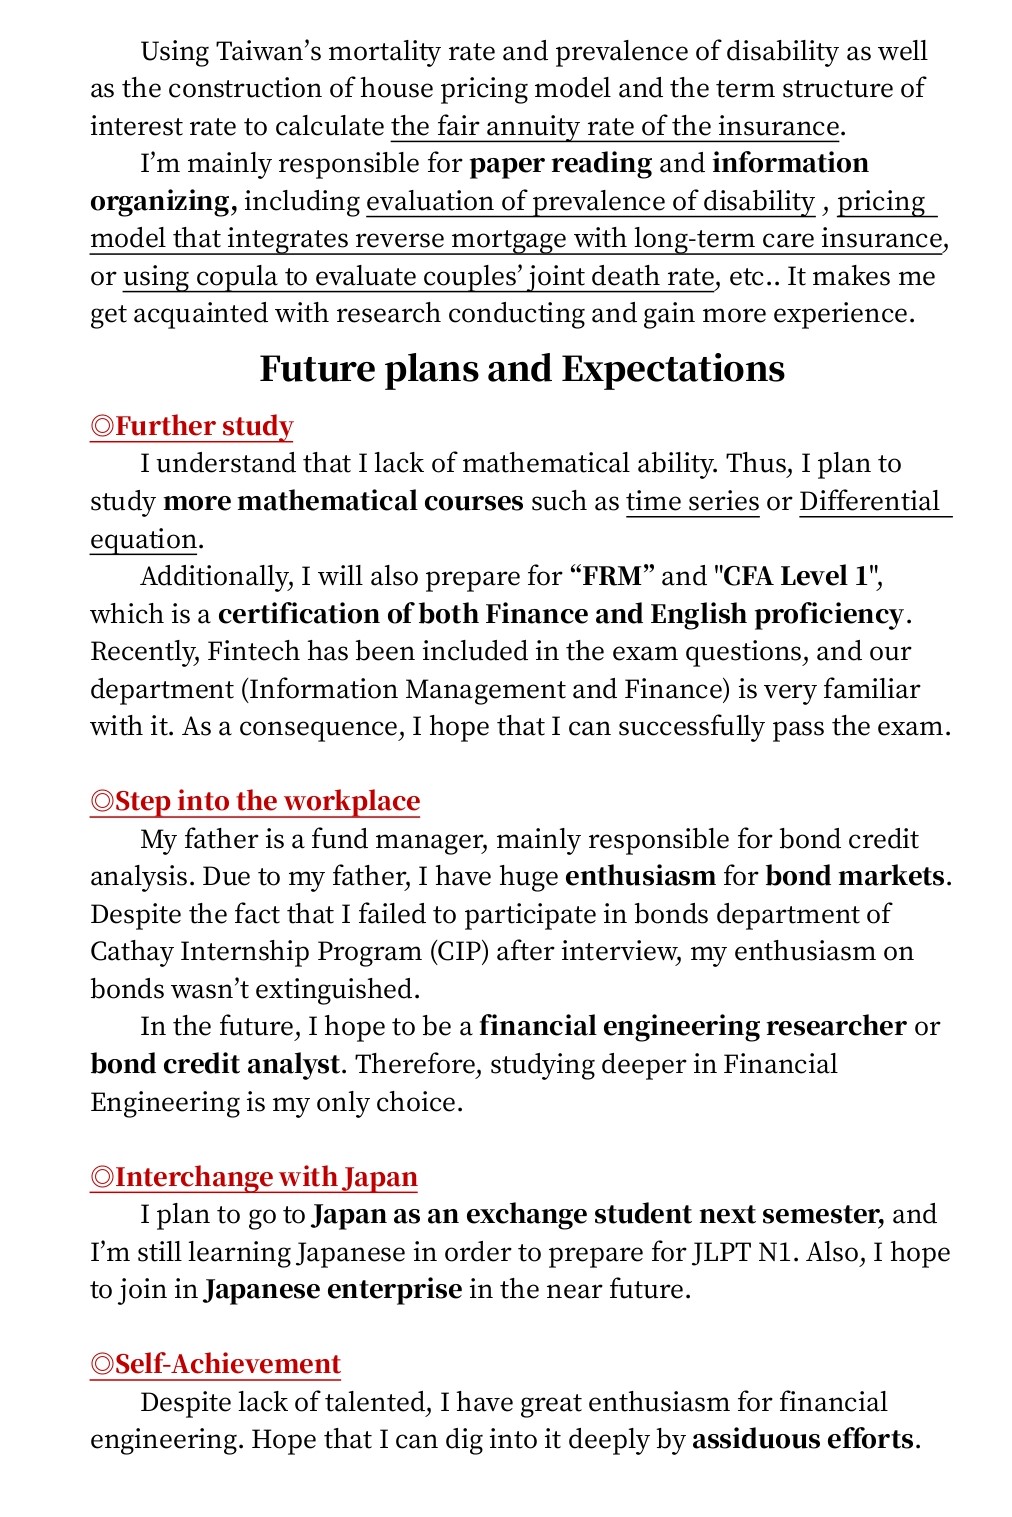 Using Taiwan’s mortality rate and prevalence of disability as well
as the construction of house pricing model and the term structure of
interest rate to calculate the fair annuity rate of the insurance.
I’m mainly responsible for paper reading and information
organizing, including evaluation of prevalence of disability , pricing
model that integrates reverse mortgage with long-term care insurance,
or using copula to evaluate couples’ joint death rate, etc.. It makes me
get acquainted with research conducting and gain more experience.
Future plans and Expectations
◎Further study
I understand that I lack of mathematical ability. Thus, I plan to
study more mathematical courses such as time series or Differential
equation.
Additionally, I will also prepare for “FRM” and "CFA Level 1",
which is a certification of both Finance and English proficiency.
Recently, Fintech has been included in the exam questions, and our
department (Information Management and Finance) is very familiar
with it. As a consequence, I hope that I can successfully pass the exam.
◎Step into the workplace
My father is a fund manager, mainly responsible for bond credit
analysis. Due to my father, I have huge enthusiasm for bond markets.
Despite the fact that I failed to participate in bonds department of
Cathay Internship Program (CIP) after interview, my enthusiasm on
bonds wasn’t extinguished.
In the future, I hope to be a financial engineering researcher or
bond credit analyst. Therefore, studying deeper in Financial
Engineering is my only choice.
◎Interchange with Japan
I plan to go to Japan as an exchange student next semester, and
I’m still learning Japanese in order to prepare for JLPT N1. Also, I hope
to join in Japanese enterprise in the near future.
◎Self-Achievement
Despite lack of talented, I have great enthusiasm for financial
engineering. Hope that I can dig into it deeply by assiduous efforts.